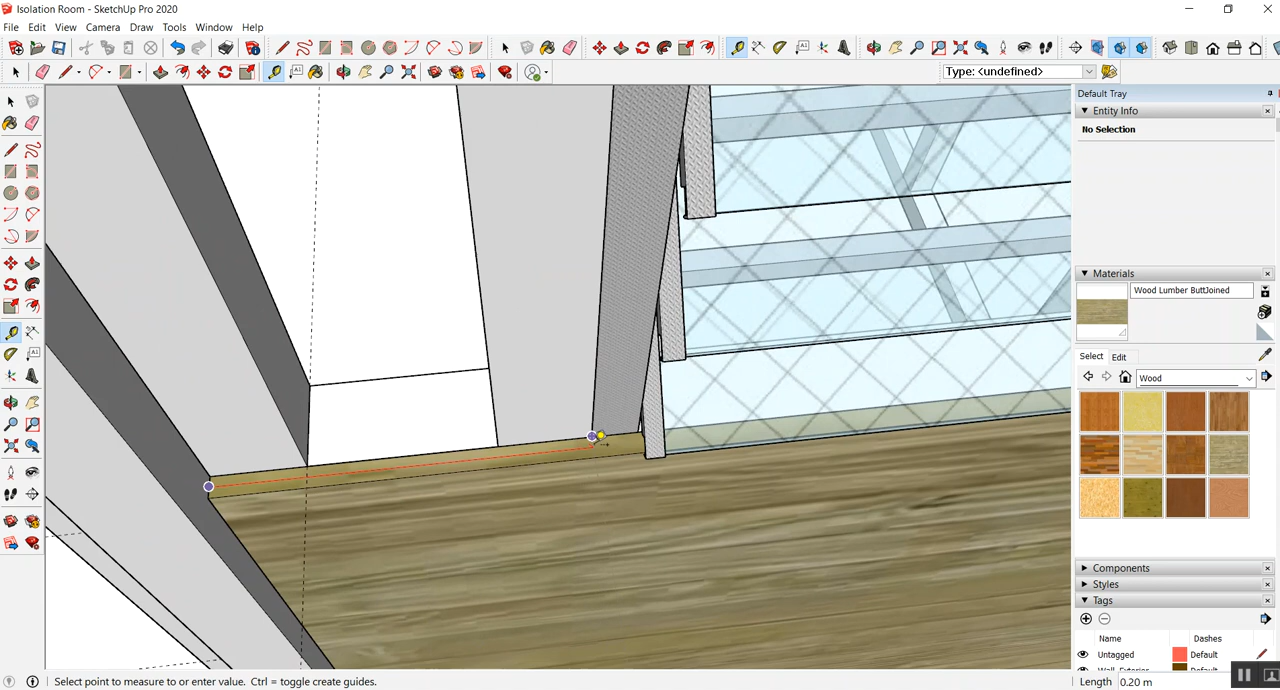 Isolation Room - SketchUp Pro 2020
File Edit View Camera Draw Tools Window Help
Type: <undefined>
Default Tray
Entity Info
No Selection
Materials
Wood Lumber ButtJoined
Select Edit
Wood
Components
Styles
Tags
Name Dashes
Untagged Default
Default
Select point to measure to or enter value. Ctrl = toggle create guides.
Length 0.20 m